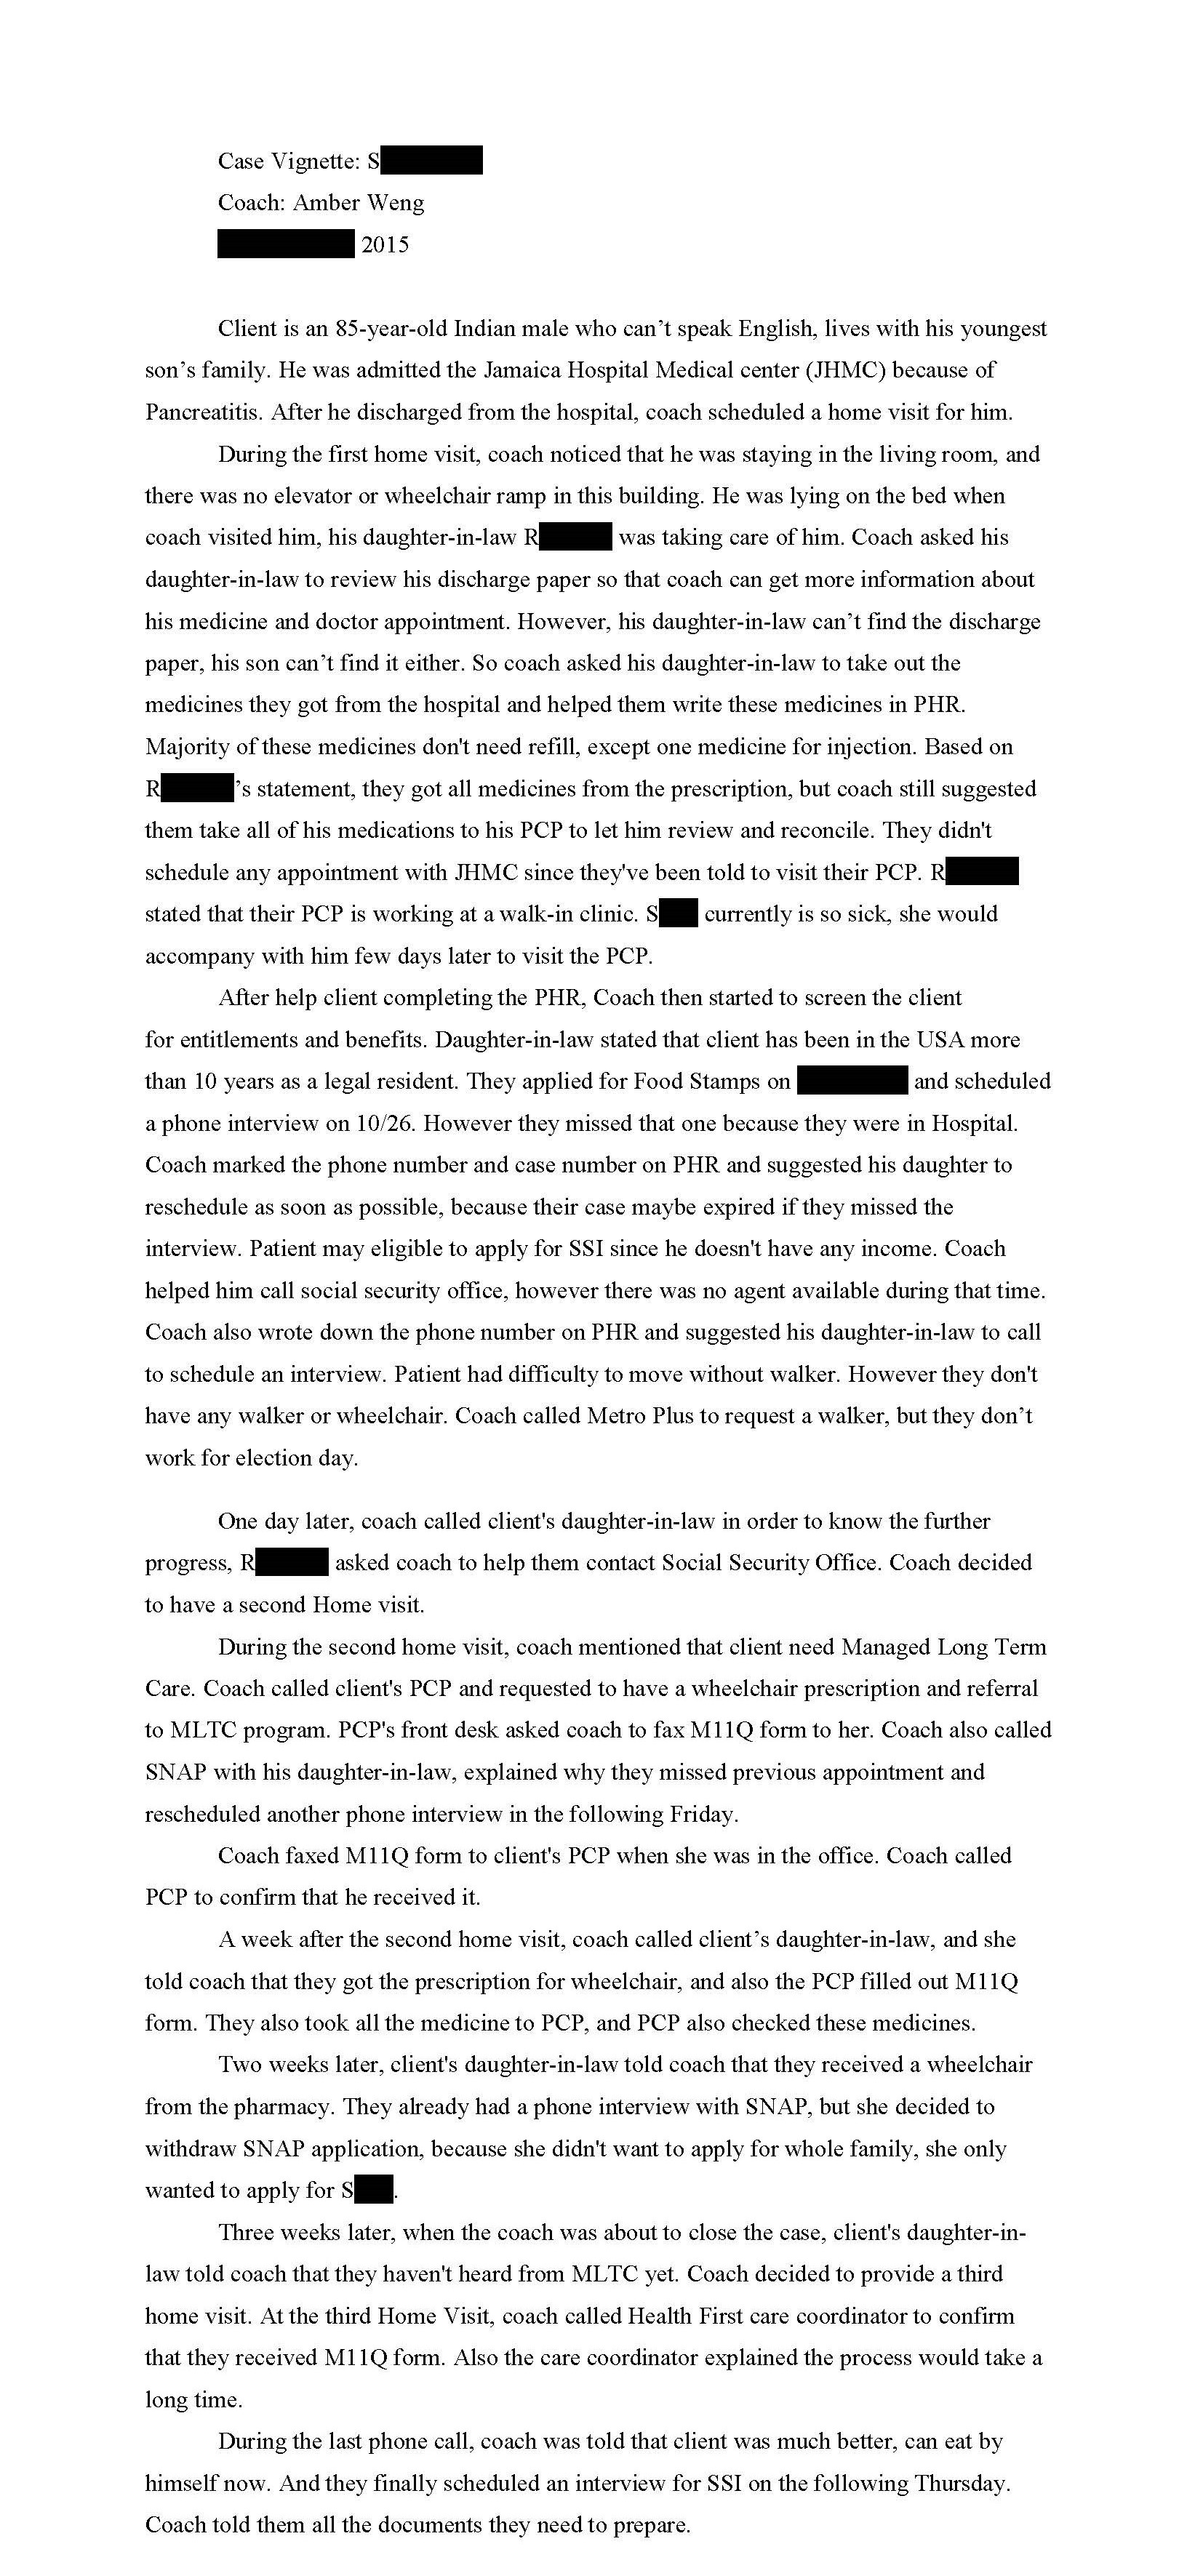 Case Vignette: S
Coach: Amber Weng
2015
Client is an 85-year-old Indian male who can’t speak English, lives with his youngest
son’s family. He was admitted the Jamaica Hospital Medical center (JHMC) because of
Pancreatitis. After he discharged from the hospital, coach scheduled a home visit for him.
During the first home visit, coach noticed that he was staying in the living room, and
there was no elevator or wheelchair ramp in this building. He was lying on the bed when
coach visited him, his daughter-in-law R was taking care of him. Coach asked his
daughter-in-law to review his discharge paper so that coach can get more information about
his medicine and doctor appointment. However, his daughter-in-law can’t find the discharge
paper, his son can’t find it either. So coach asked his daughter-in-law to take out the
medicines they got from the hospital and helped them write these medicines in PHR.
Majority of these medicines don't need refill, except one medicine for injection. Based on
R ’s statement, they got all medicines from the prescription, but coach still suggested
them take all of his medications to his PCP to let him review and reconcile. They didn't
schedule any appointment with JHMC since they've been told to visit their PCP. R
stated that their PCP is working at a walk-in clinic. S currently is so sick, she would
accompany with him few days later to visit the PCP.
After help client completing the PHR, Coach then started to screen the client
for entitlements and benefits. Daughter-in-law stated that client has been in the USA more
than 10 years as a legal resident. They applied for Food Stamps on and scheduled
a phone interview on 10/26. However they missed that one because they were in Hospital.
Coach marked the phone number and case number on PHR and suggested his daughter to
reschedule as soon as possible, because their case maybe expired if they missed the
interview. Patient may eligible to apply for SSI since he doesn't have any income. Coach
helped him call social security office, however there was no agent available during that time.
Coach also wrote down the phone number on PHR and suggested his daughter-in-law to call
to schedule an interview. Patient had difficulty to move without walker. However they don't
have any walker or wheelchair. Coach called Metro Plus to request a walker, but they don’t
work for election day.
One day later, coach called client's daughter-in-law in order to know the further
progress, R asked coach to help them contact Social Security Office. Coach decided
to have a second Home visit.
During the second home visit, coach mentioned that client need Managed Long Term
Care. Coach called client's PCP and requested to have a wheelchair prescription and referral
to MLTC program. PCP's front desk asked coach to fax M11Q form to her. Coach also called
SNAP with his daughter-in-law, explained why they missed previous appointment and
rescheduled another phone interview in the following Friday.
Coach faxed M11Q form to client's PCP when she was in the office. Coach called
PCP to confirm that he received it.
A week after the second home visit, coach called client’s daughter-in-law, and she
told coach that they got the prescription for wheelchair, and also the PCP filled out M11Q
form. They also took all the medicine to PCP, and PCP also checked these medicines.
Two weeks later, client's daughter-in-law told coach that they received a wheelchair
from the pharmacy. They already had a phone interview with SNAP, but she decided to
withdraw SNAP application, because she didn't want to apply for whole family, she only
wanted to apply for S .
Three weeks later, when the coach was about to close the case, client's daughter-in-
law told coach that they haven't heard from MLTC yet. Coach decided to provide a third
home visit. At the third Home Visit, coach called Health First care coordinator to confirm
that they received M11Q form. Also the care coordinator explained the process would take a
long time.
During the last phone call, coach was told that client was much better, can eat by
himself now. And they finally scheduled an interview for SSI on the following Thursday.
Coach told them all the documents they need to prepare.